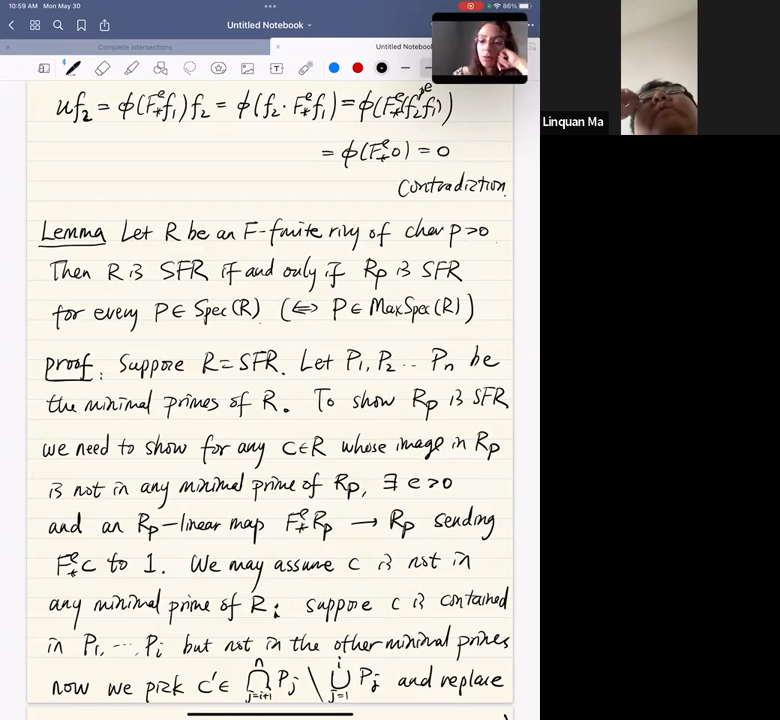 10:59 AM Mon May 30
86%
Untitled Notebook
Complete Intersections
Untitled Notebook
uf₂ = ϕ(F^e_*f₁)f₂ = ϕ(f₂·F^e_*f₁) = ϕ(F^e_*(f₂^{p^e}f₁))
= ϕ(F^e_*0) = 0
Contradiction.
Lemma Let R be an F-finite ring of char p>0
Then R is SFR if and only if R_P is SFR
for every P ∈ Spec(R) (⟺ P ∈ MaxSpec(R))
proof: Suppose R = SFR. Let P₁, P₂ ·· Pₙ be
the minimal primes of R. To show R_P is SFR
we need to show for any c∈R whose image in R_P
is not in any minimal prime of R_P, ∃ e>0
and an R_P-linear map F^e_*R_P → R_P sending
F^e_*c to 1. We may assume c is not in
any minimal prime of R: suppose c is contained
in P₁, ··· Pᵢ but not in the other minimal primes
now we pick c' ∈ ⋂_{j=i+1}^n P_j \ ⋃_{j=1}^i P_j and replace
Linquan Ma